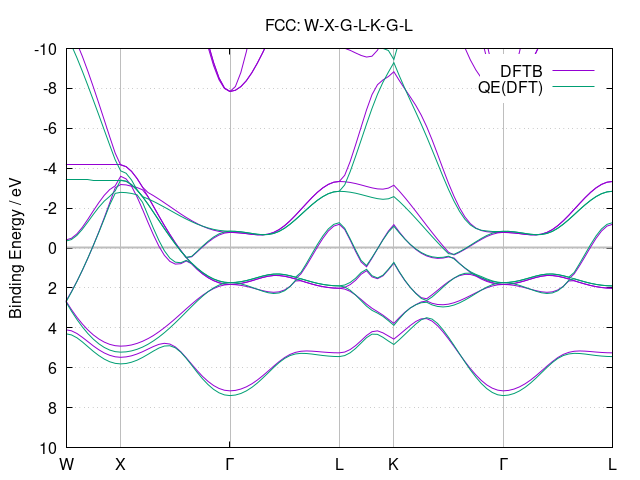 FCC: W-X-G-L-K-G-L
DFTB
QE(DFT)
Binding Energy / eV
-10
-8
-6
-4
-2
0
2
4
6
8
10
W X Γ L K Γ L